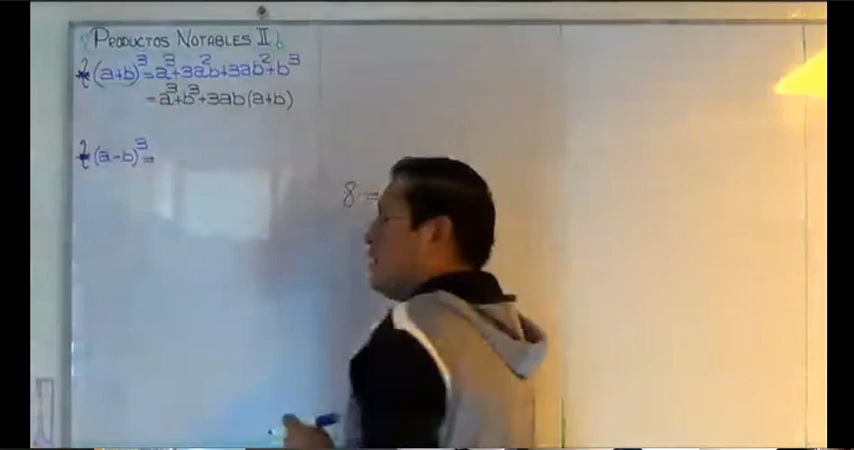 PRODUCTOS NOTABLES II
* (a+b)³=a³+3a²b+3ab²+b³
=a³+b³+3ab(a+b)
* (a-b)³=
8